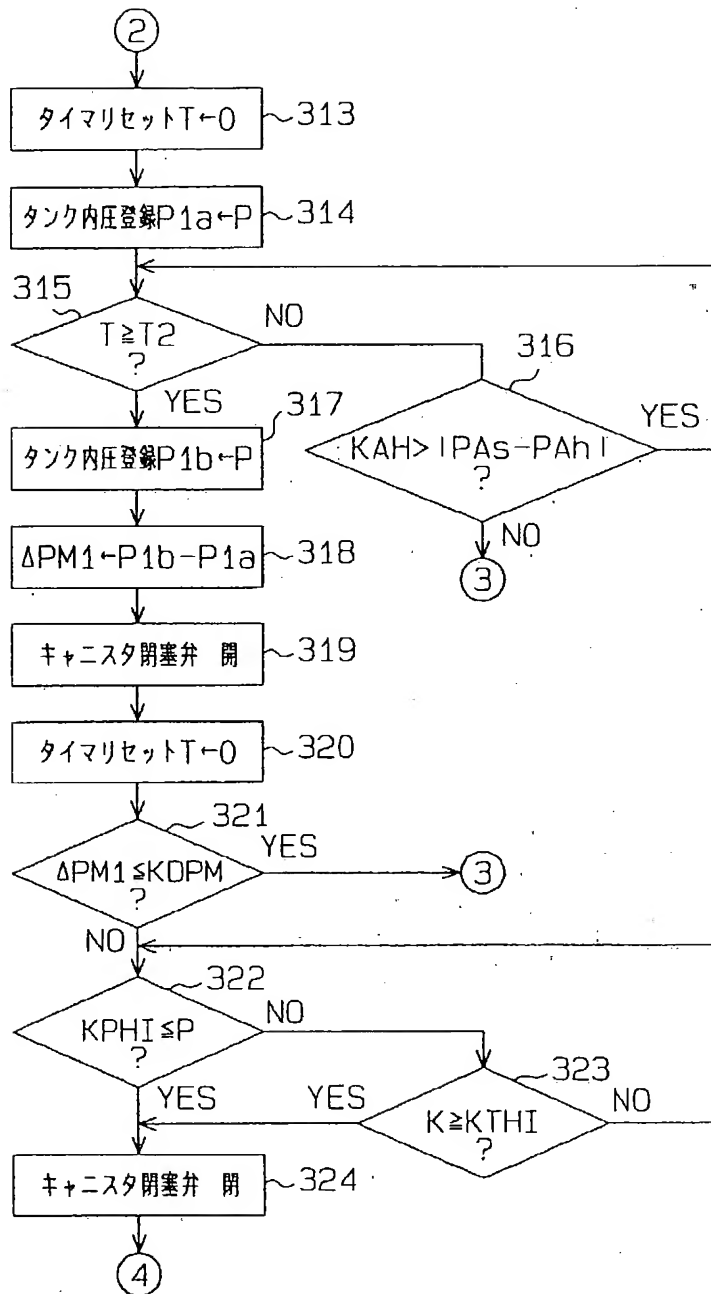 2
タイマリセットT←0
313
タンク内圧登録P1a←P
314
315
T≧T2
?
NO
YES
316
KAH>|PAs-PAh|
?
YES
NO
3
317
タンク内圧登録P1b←P
ΔPM1←P1b-P1a
318
キャニスタ閉塞弁 開
319
タイマリセットT←0
320
321
ΔPM1≦KDPM
?
YES
3
NO
322
KPHI≦P
?
NO
YES
323
K≧KTHI
?
YES
NO
キャニスタ閉塞弁 閉
324
4